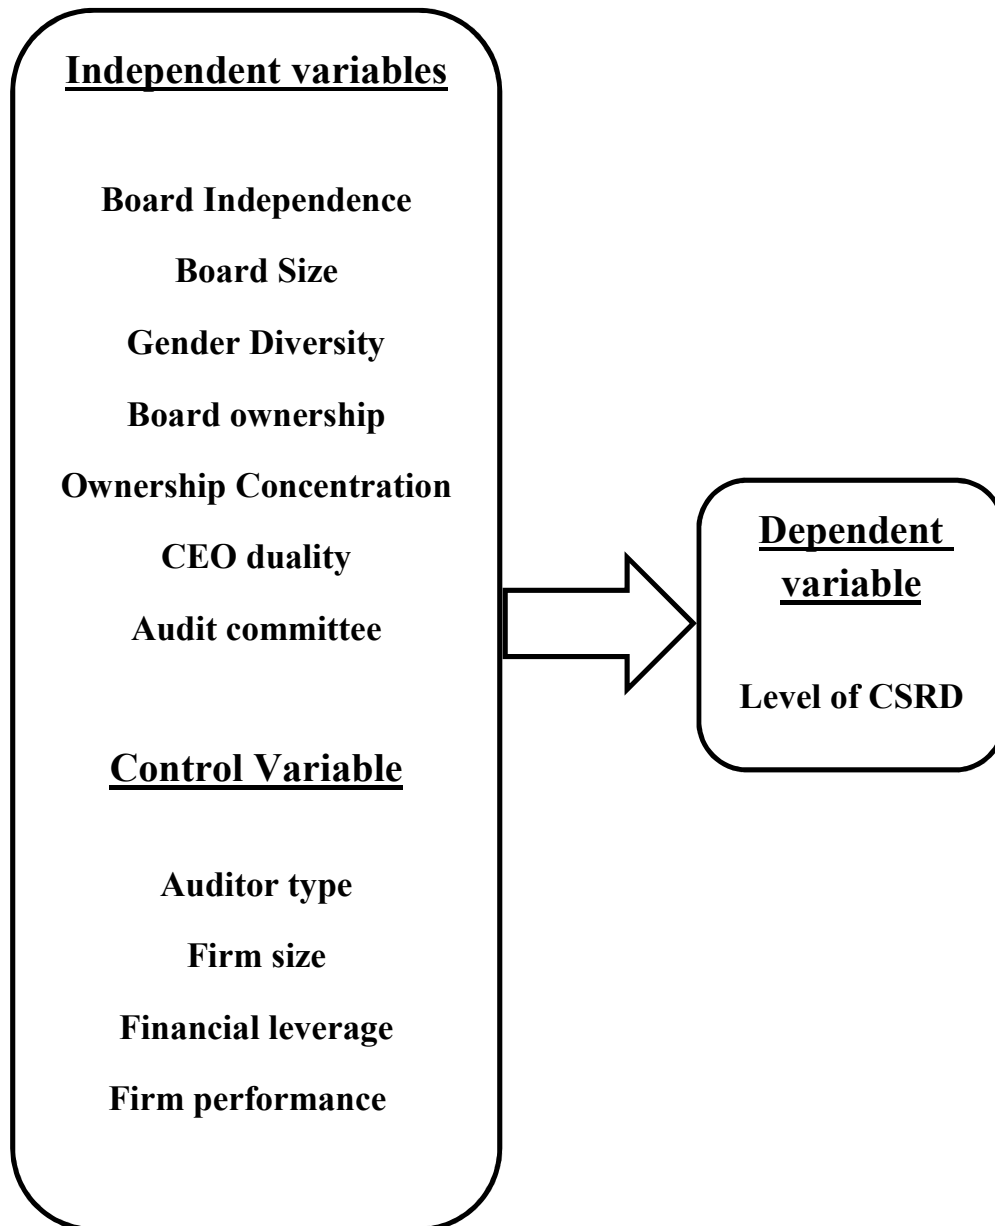 Independent variables
Board Independence
Board Size
Gender Diversity
Board ownership
Ownership Concentration
CEO duality
Audit committee
Control Variable
Auditor type
Firm size
Financial leverage
Firm performance
Dependent
variable
Level of CSRD